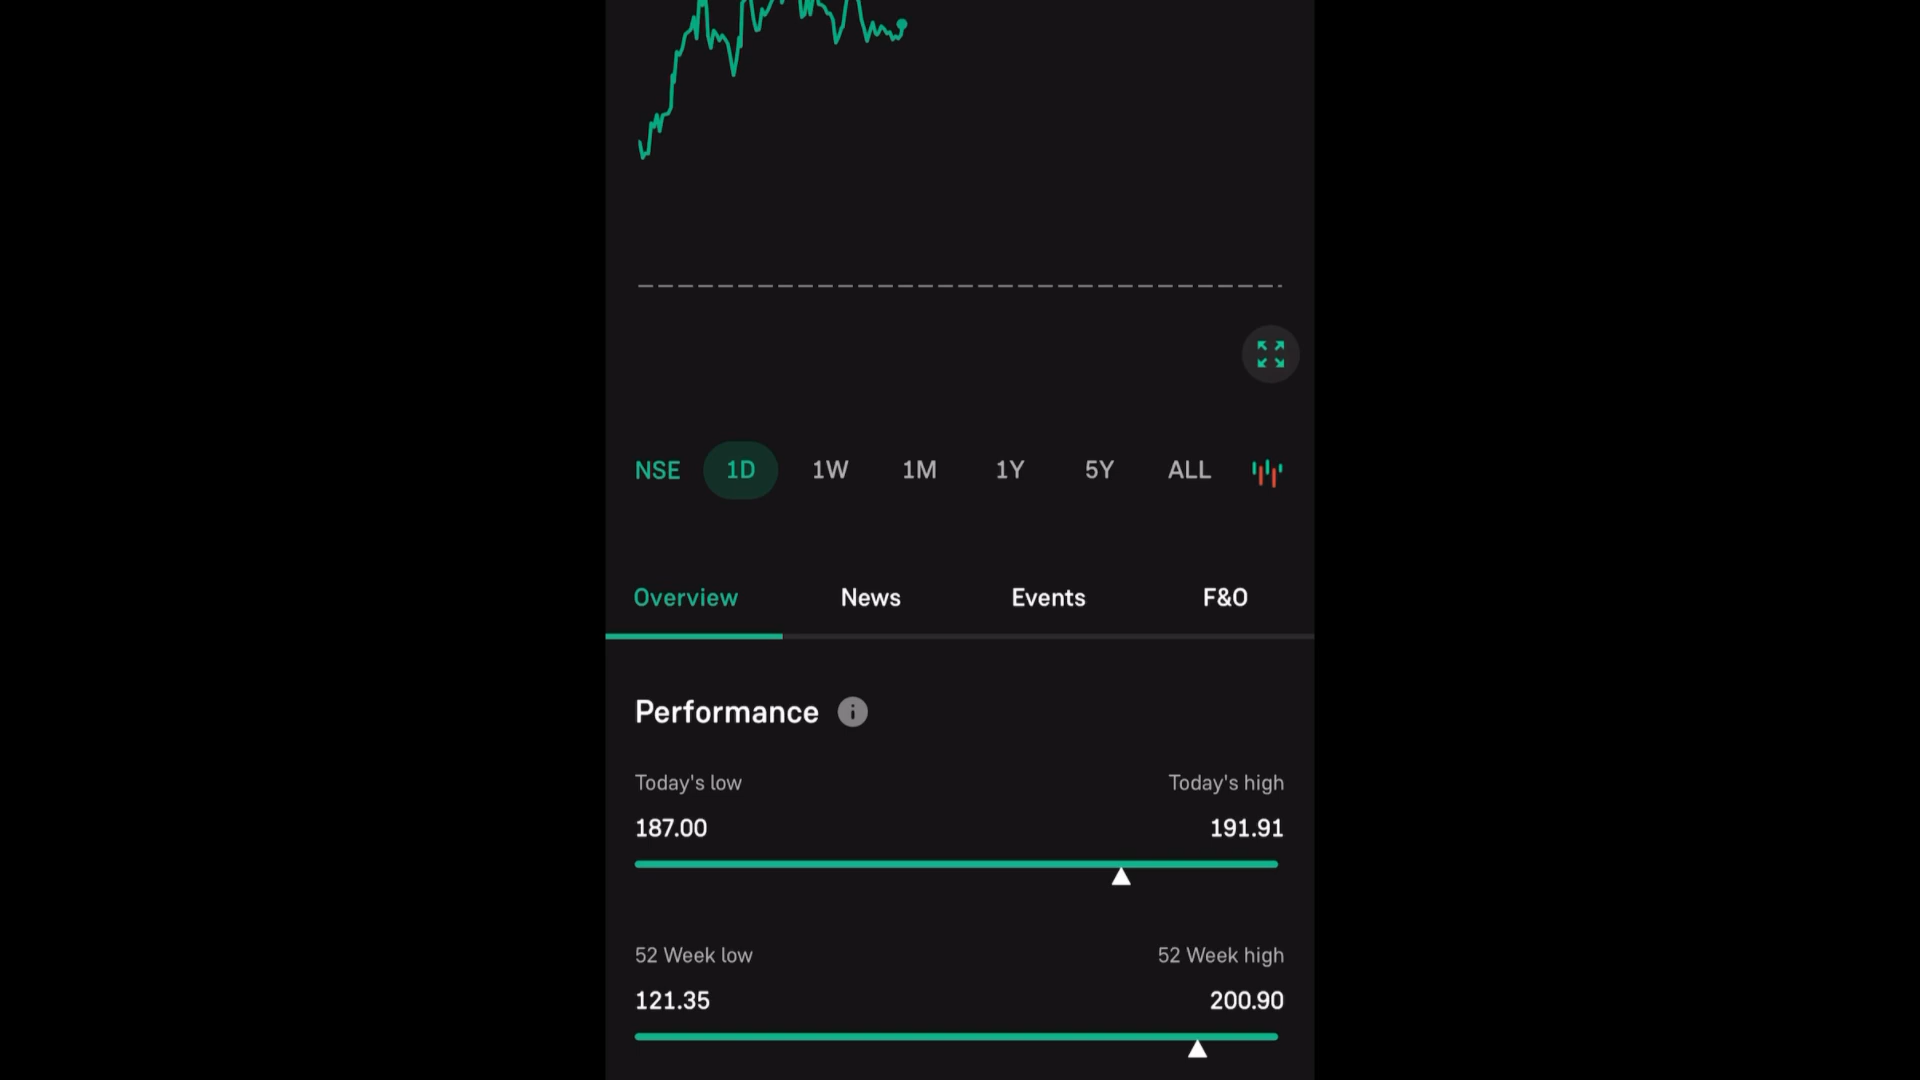 NSE 1D 1W 1M 1Y 5Y ALL
Overview News Events F&O
Performance
Today's low Today's high
187.00 191.91
52 Week low 52 Week high
121.35 200.90